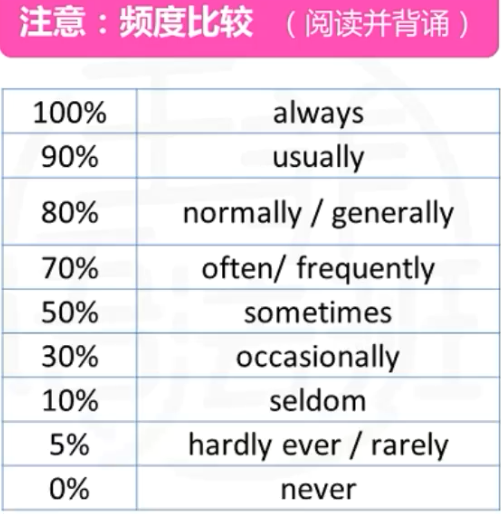 注意：频度比较 （阅读并背诵）
100% always
90% usually
80% normally / generally
70% often/ frequently
50% sometimes
30% occasionally
10% seldom
5% hardly ever / rarely
0% never